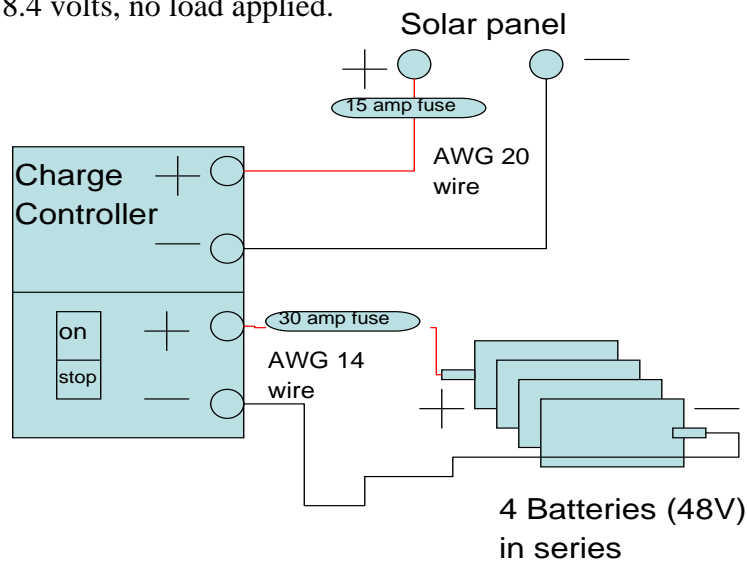 8.4 volts, no load applied.
Solar panel
15 amp fuse
AWG 20
wire
Charge
Controller
on
stop
30 amp fuse
AWG 14
wire
4 Batteries (48V)
in series